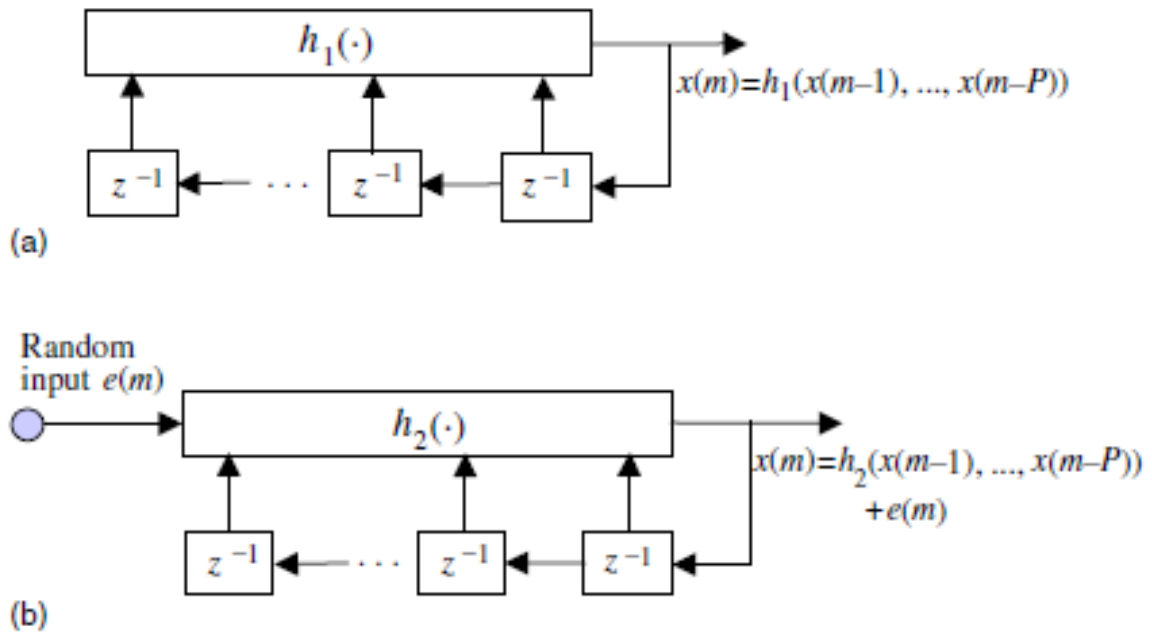 h₁(·)
x(m)=h₁(x(m–1), ..., x(m–P))
z⁻¹ ... z⁻¹ z⁻¹
(a)
Random
input e(m)
h₂(·)
x(m)=h₂(x(m–1), ..., x(m–P))
+e(m)
z⁻¹ ... z⁻¹ z⁻¹
(b)